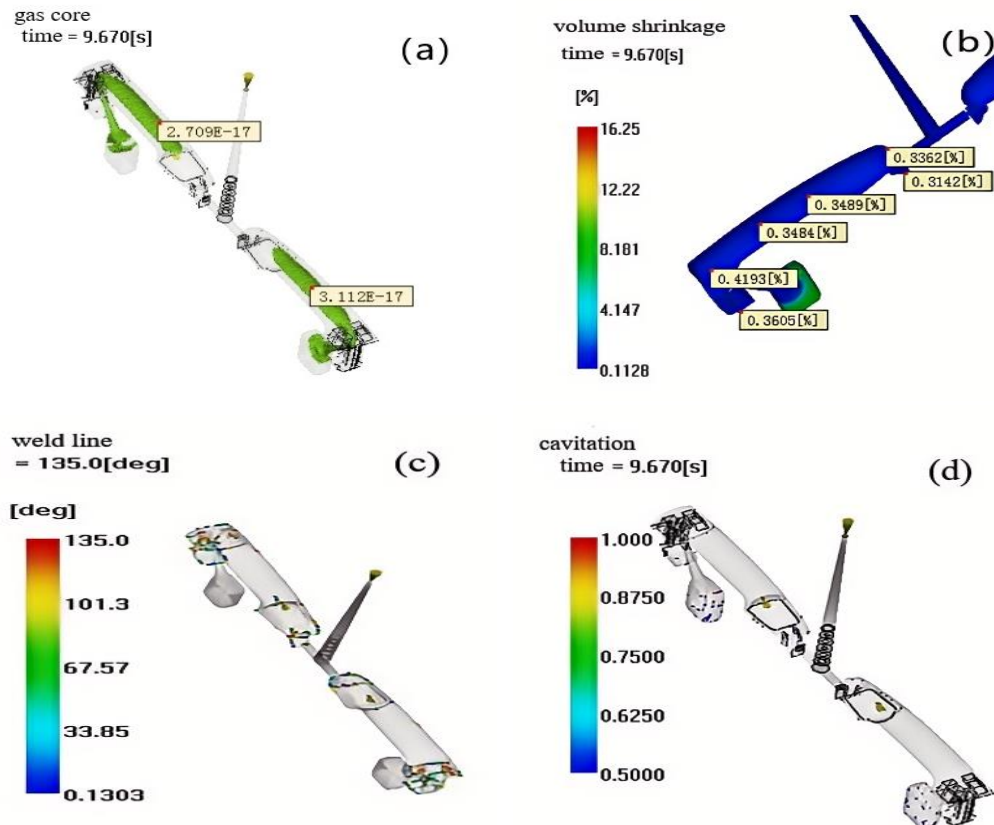 gas core
time = 9.670[s]
(a)
2.709E-17
3.112E-17
volume shrinkage
time = 9.670[s]
(b)
[%]
16.25
12.22
8.181
4.147
0.1128
0.3362[%]
0.3142[%]
0.3489[%]
0.3484[%]
0.4193[%]
0.3605[%]
weld line
= 135.0[deg]
(c)
[deg]
135.0
101.3
67.57
33.85
0.1303
cavitation
time = 9.670[s]
(d)
1.000
0.8750
0.7500
0.6250
0.5000